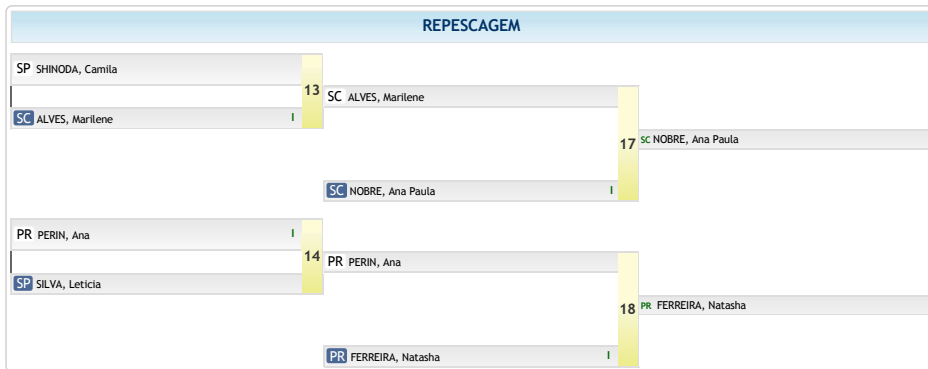 REPESCAGEM
SP SHINODA, Camila
13
SC ALVES, Marilene I
SC ALVES, Marilene
17
SC NOBRE, Ana Paula I
SC NOBRE, Ana Paula
PR PERIN, Ana I
14
SP SILVA, Leticia
PR PERIN, Ana
18
PR FERREIRA, Natasha I
PR FERREIRA, Natasha